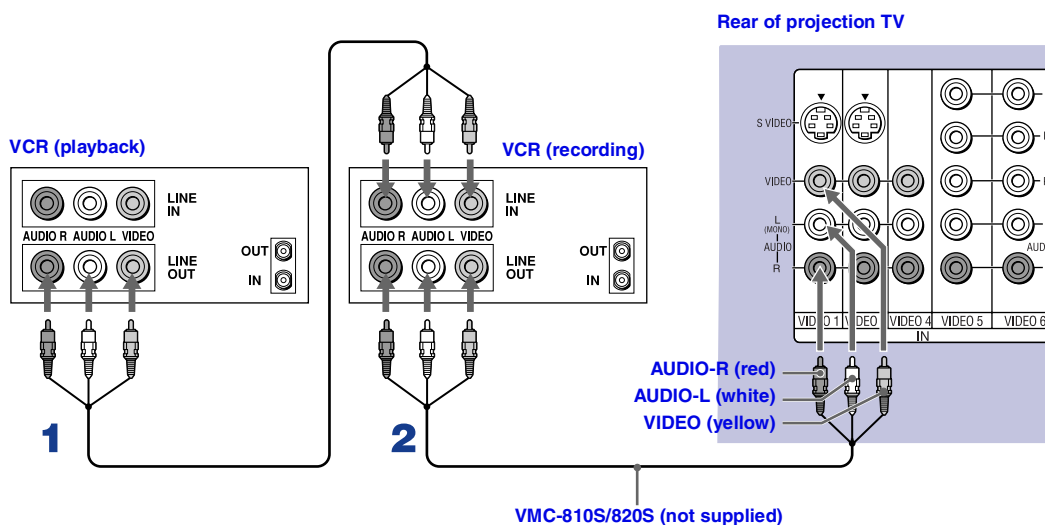 Rear of projection TV
VCR (playback)
LINE
IN
AUDIO R AUDIO L VIDEO
LINE
OUT
OUT
IN
1
VCR (recording)
LINE
IN
AUDIO R AUDIO L VIDEO
LINE
OUT
OUT
IN
2
S VIDEO
VIDEO
L
(MONO)
AUDIO
R
AUD
VIDEO 1
VIDEO
VIDEO 4
VIDEO 5
VIDEO 6
IN
AUDIO-R (red)
AUDIO-L (white)
VIDEO (yellow)
VMC-810S/820S (not supplied)